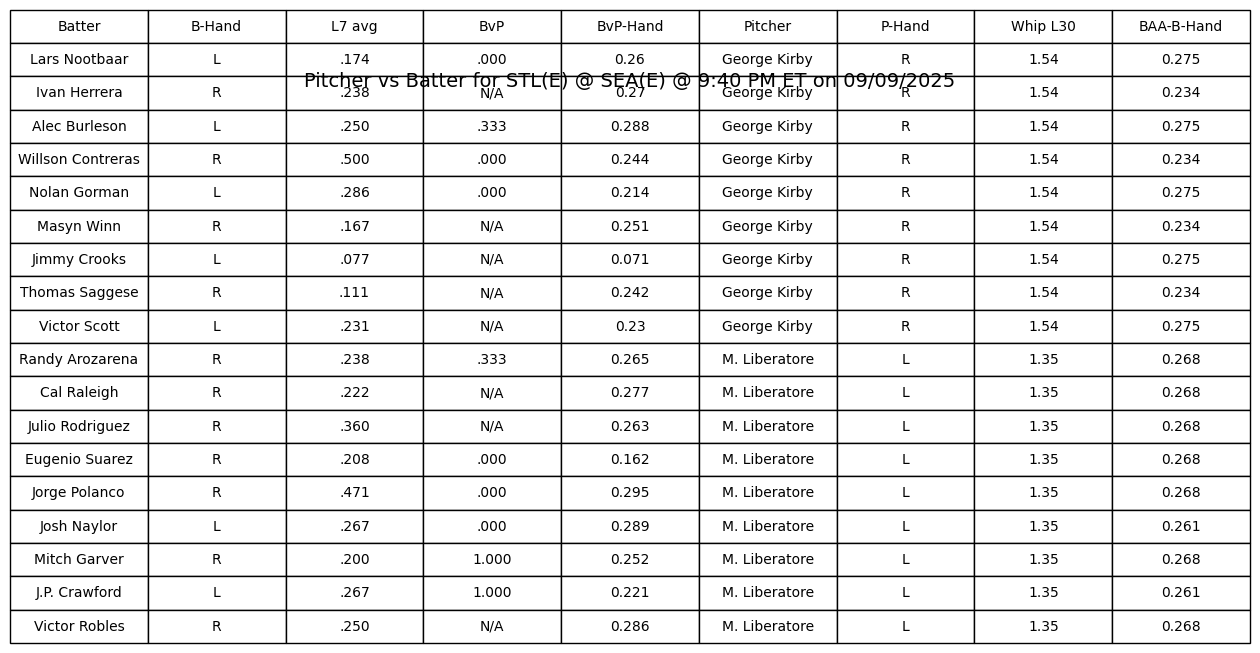 Batter B-Hand L7 avg BvP BvP-Hand Pitcher P-Hand Whip L30 BAA-B-Hand
Lars Nootbaar L .174 .000 0.26 George Kirby R 1.54 0.275
Pitcher vs Batter for STL(E) @ SEA(E) @ 9:40 PM ET on 09/09/2025
Ivan Herrera R .238 N/A 0.27 George Kirby R 1.54 0.234
Alec Burleson L .250 .333 0.288 George Kirby R 1.54 0.275
Willson Contreras R .500 .000 0.244 George Kirby R 1.54 0.234
Nolan Gorman L .286 .000 0.214 George Kirby R 1.54 0.275
Masyn Winn R .167 N/A 0.251 George Kirby R 1.54 0.234
Jimmy Crooks L .077 N/A 0.071 George Kirby R 1.54 0.275
Thomas Saggese R .111 N/A 0.242 George Kirby R 1.54 0.234
Victor Scott L .231 N/A 0.23 George Kirby R 1.54 0.275
Randy Arozarena R .238 .333 0.265 M. Liberatore L 1.35 0.268
Cal Raleigh R .222 N/A 0.277 M. Liberatore L 1.35 0.268
Julio Rodriguez R .360 N/A 0.263 M. Liberatore L 1.35 0.268
Eugenio Suarez R .208 .000 0.162 M. Liberatore L 1.35 0.268
Jorge Polanco R .471 .000 0.295 M. Liberatore L 1.35 0.268
Josh Naylor L .267 .000 0.289 M. Liberatore L 1.35 0.261
Mitch Garver R .200 1.000 0.252 M. Liberatore L 1.35 0.268
J.P. Crawford L .267 1.000 0.221 M. Liberatore L 1.35 0.261
Victor Robles R .250 N/A 0.286 M. Liberatore L 1.35 0.268